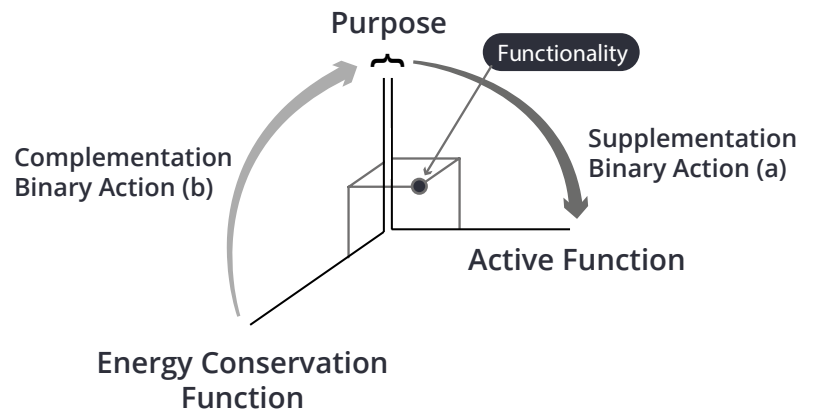 Purpose
Functionality
Supplementation
Binary Action (a)
Complementation
Binary Action (b)
Active Function
Energy Conservation
Function